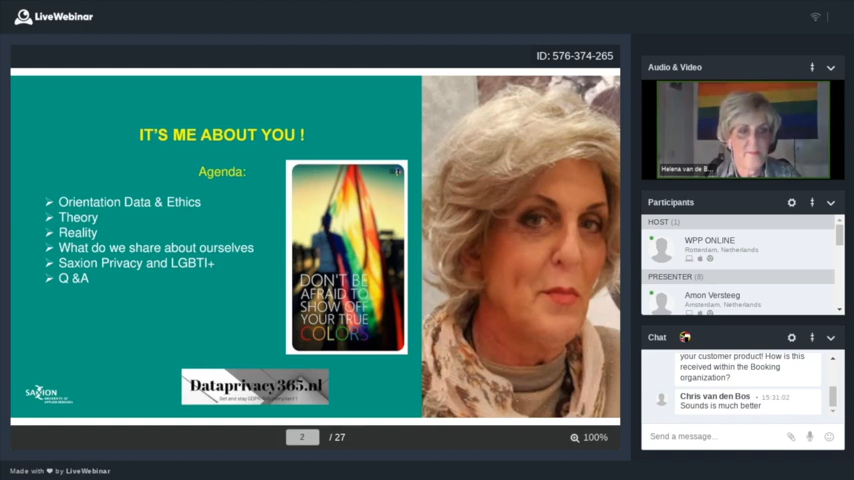 LiveWebinar
ID: 576-374-265
IT'S ME ABOUT YOU !
Agenda:
Orientation Data & Ethics
Theory
Reality
What do we share about ourselves
Saxion Privacy and LGBTI+
Q &A
DON'T BE
AFRAID TO
SHOW OFF
YOUR TRUE
COLORS
Dataprivacy365.nl
SAXION
UNIVERSITY OF
APPLIED SCIENCES
2 / 27
100%
Audio & Video
Helena van de B...
Participants
HOST (1)
WPP ONLINE
Rotterdam, Netherlands
PRESENTER (8)
Amon Versteeg
Amsterdam, Netherlands
Chat
your customer product! How is this
received within the Booking
organization?
Chris van den Bos • 15:31.02
Sounds is much better
Send a message...
Made with ❤ by LiveWebinar